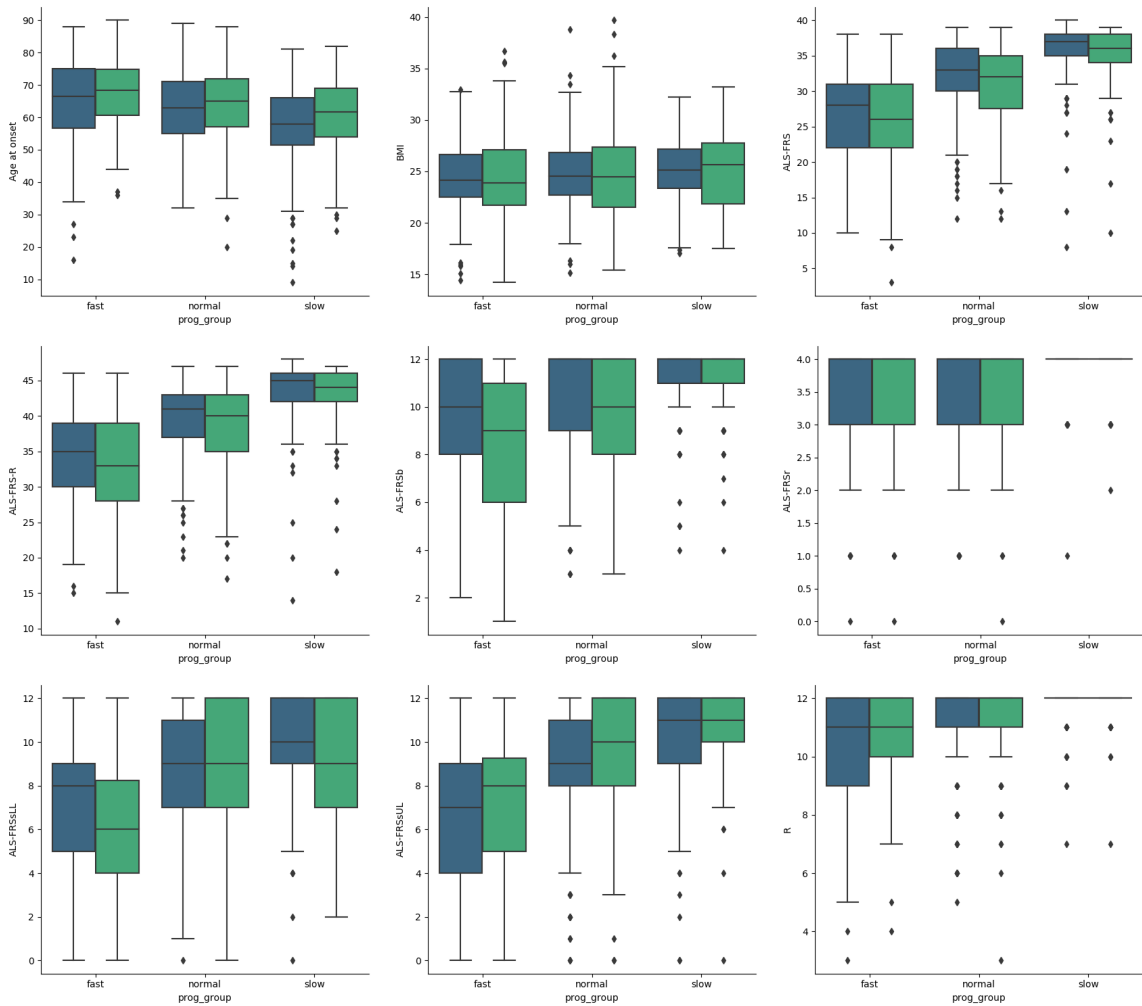 90
80
70
60
50
40
30
20
10
Age at onset
fast normal slow
prog_group
40
35
30
25
20
15
BMI
fast normal slow
prog_group
40
35
30
25
20
15
10
5
ALS-FRS
fast normal slow
prog_group
45
40
35
30
25
20
15
10
ALS-FRS-R
fast normal slow
prog_group
12
10
8
6
4
2
ALS-FRSb
fast normal slow
prog_group
4.0
3.5
3.0
2.5
2.0
1.5
1.0
0.5
0.0
ALS-FRSr
fast normal slow
prog_group
12
10
8
6
4
2
0
ALS-FRSsLL
fast normal slow
prog_group
12
10
8
6
4
2
0
ALS-FRSsUL
fast normal slow
prog_group
12
10
8
6
4
R
fast normal slow
prog_group